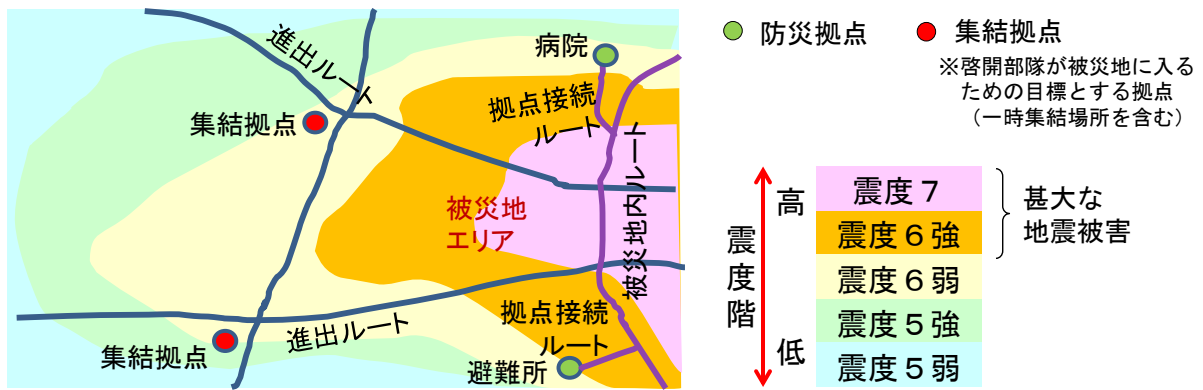 進出ルート
集結拠点
病院
拠点接続
ルート
被災地内ルート
被災地
エリア
進出ルート
集結拠点
拠点接続
ルート
避難所
防災拠点
集結拠点
※啓開部隊が被災地に入る
ための目標とする拠点
（一時集結場所を含む）
震度階
高
低
震度７
震度６強
震度６弱
震度５強
震度５弱
甚大な
地震被害